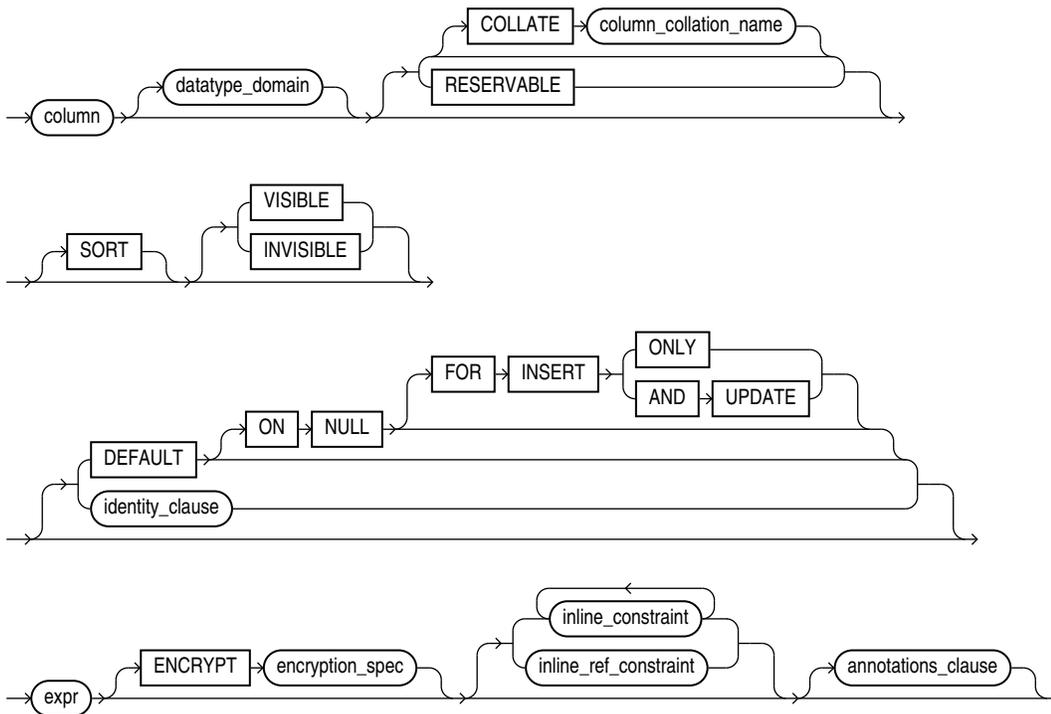 COLLATE column_collation_name
datatype_domain RESERVABLE
column
VISIBLE
SORT INVISIBLE
ONLY
FOR INSERT
AND UPDATE
ON NULL
DEFAULT
identity_clause
inline_constraint
ENCRYPT encryption_spec inline_ref_constraint annotations_clause
expr